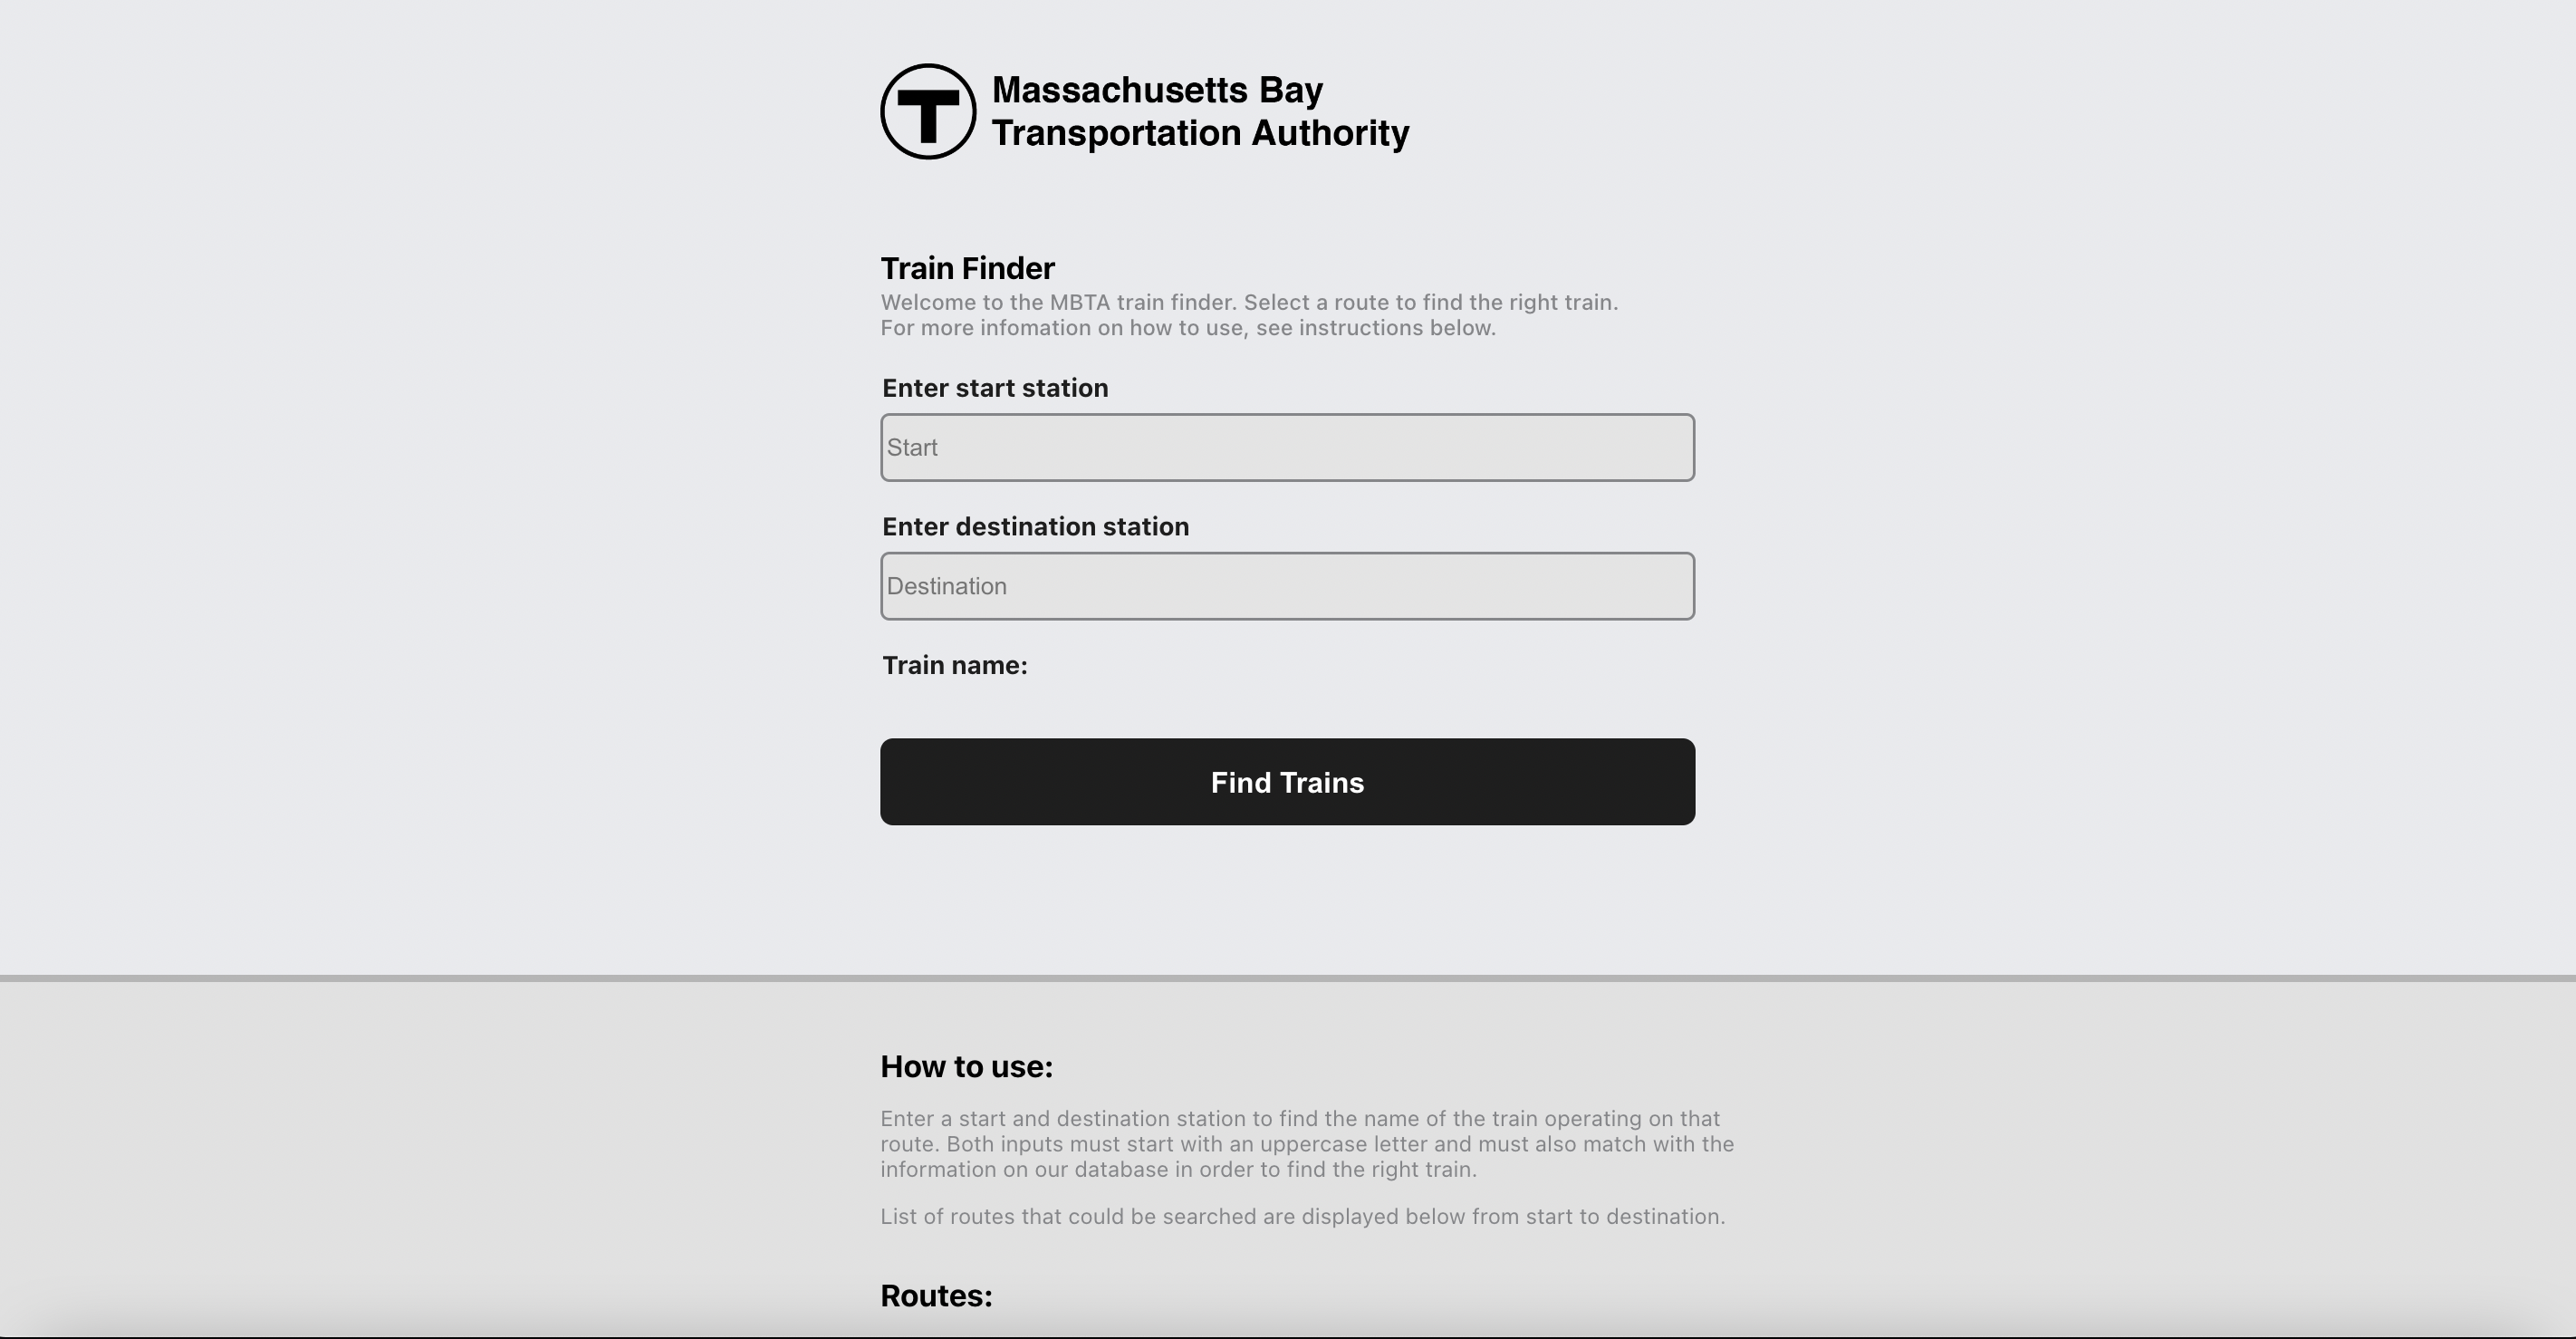 T
Massachusetts Bay
Transportation Authority
Train Finder
Welcome to the MBTA train finder. Select a route to find the right train.
For more infomation on how to use, see instructions below.
Enter start station
Start
Enter destination station
Destination
Train name:
Find Trains
How to use:
Enter a start and destination station to find the name of the train operating on that
route. Both inputs must start with an uppercase letter and must also match with the
information on our database in order to find the right train.
List of routes that could be searched are displayed below from start to destination.
Routes: